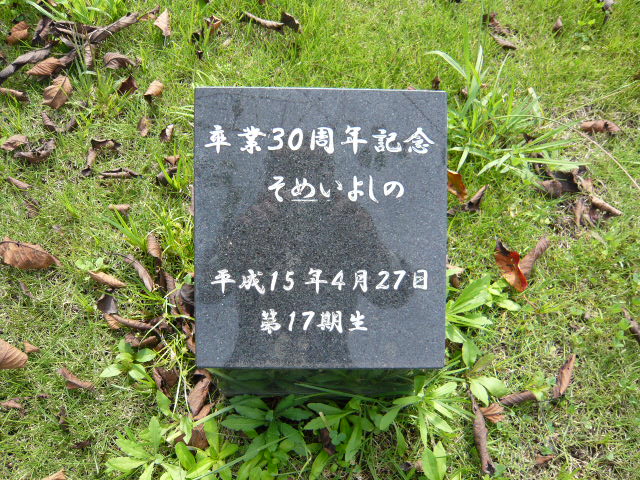 卒業30周年記念
そめいよしの
平成15年4月27日
第17期生